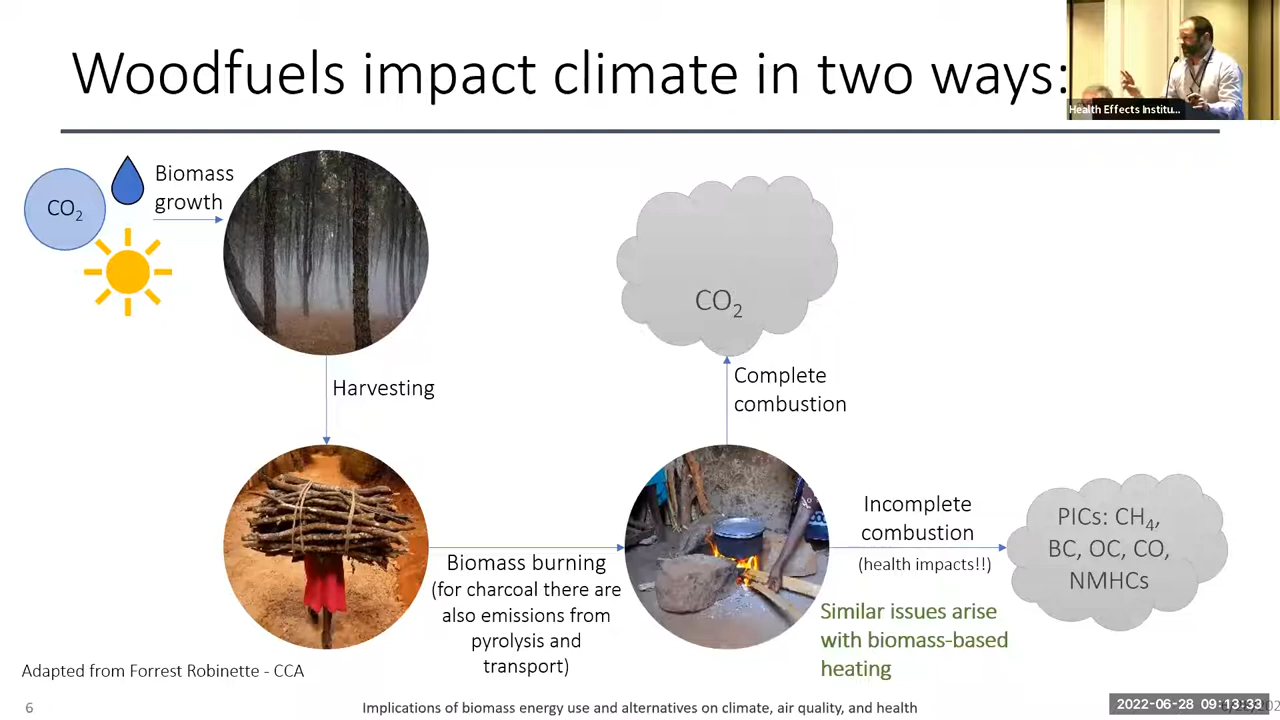 Woodfuels impact climate in two ways:
Health Effects Institu...
CO₂
Biomass
growth
CO₂
Harvesting
Complete
combustion
Biomass burning
(for charcoal there are
also emissions from
pyrolysis and
transport)
Incomplete
combustion
(health impacts!!)
PICs: CH₄,
BC, OC, CO,
NMHCs
Similar issues arise
with biomass-based
heating
Adapted from Forrest Robinette - CCA
6
Implications of biomass energy use and alternatives on climate, air quality, and health
2022-06-28 09:13:33